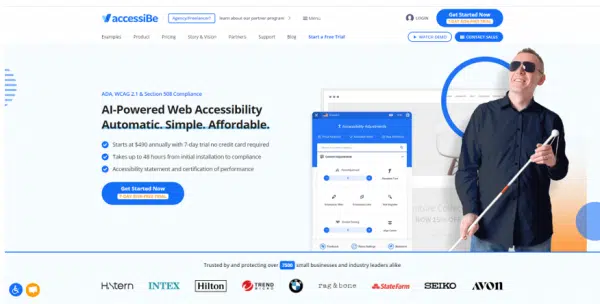 accessiBe
Agency/Freelancer?
learn about our partner program >
Menu
LOGIN
Get Started Now
7 DAY RISK-FREE TRIAL
Examples
Product
Pricing
Story & Vision
Partners
Support
Blog
Start a Free Trial
WATCH DEMO
CONTACT SALES
ADA, WCAG 2.1 & Section 508 Compliance
AI-Powered Web Accessibility
Automatic. Simple. Affordable.
Starts at $490 annually with 7-day trial no credit card required
Takes up to 48 hours from initial installation to compliance
Accessibility statement and certification of performance
Get Started Now
7 DAY RISK-FREE TRIAL
Accessibility Adjustments
Trusted by and protecting over 7500 small businesses and industry leaders alike
INTEX
Hilton
TREND
MICRO
BMW
rag & bone
StateFarm
SEIKO
AVON